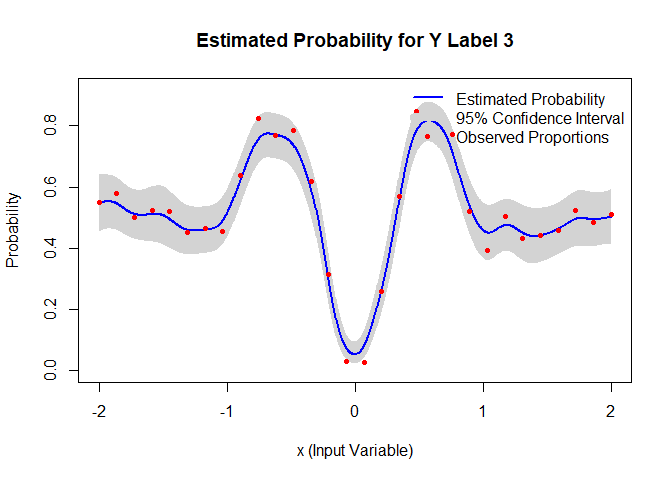 Estimated Probability for Y Label 3
Estimated Probability
95% Confidence Interval
Observed Proportions
Probability
0.8
0.6
0.4
0.2
0.0
-2 -1 0 1 2
x (Input Variable)